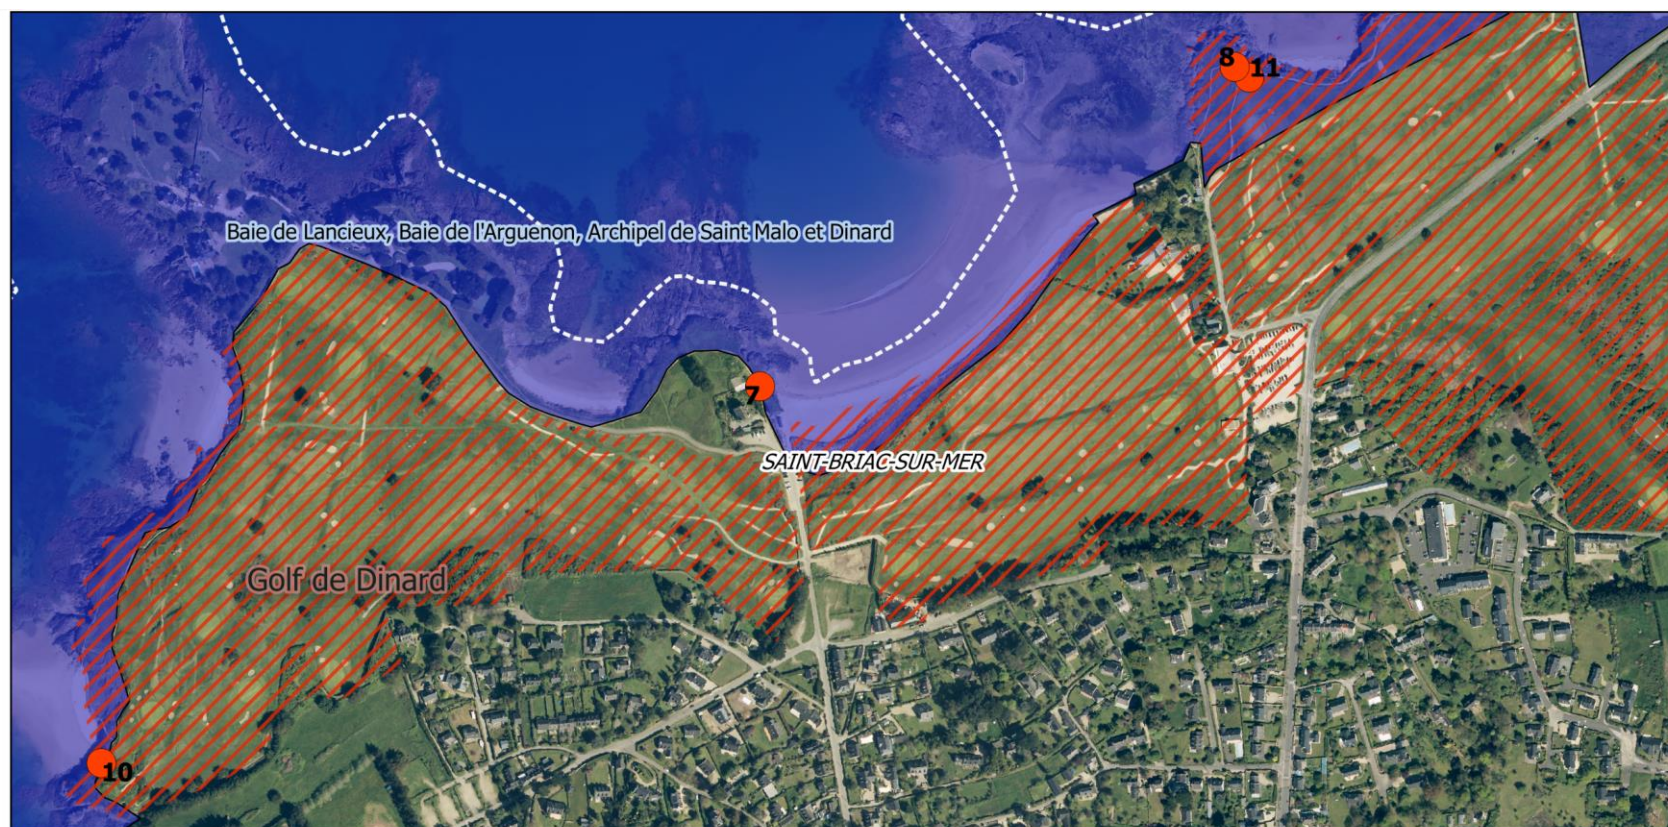 8
11
Baie de Lancieux, Baie de l'Arguenon, Archipel de Saint Malo et Dinard
7
SAINT-BRIAC-SUR-MER
Golf de Dinard
10